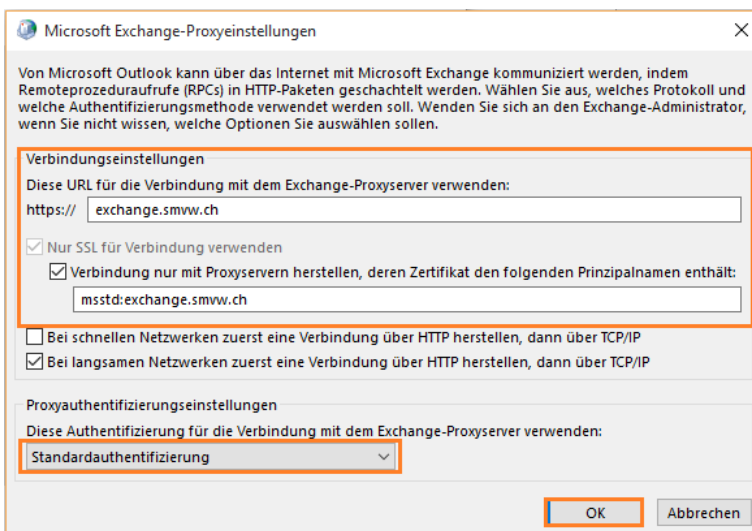 Microsoft Exchange-Proxyeinstellungen
Von Microsoft Outlook kann über das Internet mit Microsoft Exchange kommuniziert werden, indem
Remoteprozeduraufrufe (RPCs) in HTTP-Paketen geschachtelt werden. Wählen Sie aus, welches Protokoll und
welche Authentifizierungsmethode verwendet werden soll. Wenden Sie sich an den Exchange-Administrator,
wenn Sie nicht wissen, welche Optionen Sie auswählen sollen.
Verbindungseinstellungen
Diese URL für die Verbindung mit dem Exchange-Proxyserver verwenden:
https:// exchange.smvw.ch
Nur SSL für Verbindung verwenden
Verbindung nur mit Proxyservern herstellen, deren Zertifikat den folgenden Prinzipalnamen enthält:
msstd:exchange.smvw.ch
Bei schnellen Netzwerken zuerst eine Verbindung über HTTP herstellen, dann über TCP/IP
Bei langsamen Netzwerken zuerst eine Verbindung über HTTP herstellen, dann über TCP/IP
Proxyauthentifizierungseinstellungen
Diese Authentifizierung für die Verbindung mit dem Exchange-Proxyserver verwenden:
Standardauthentifizierung
OK Abbrechen